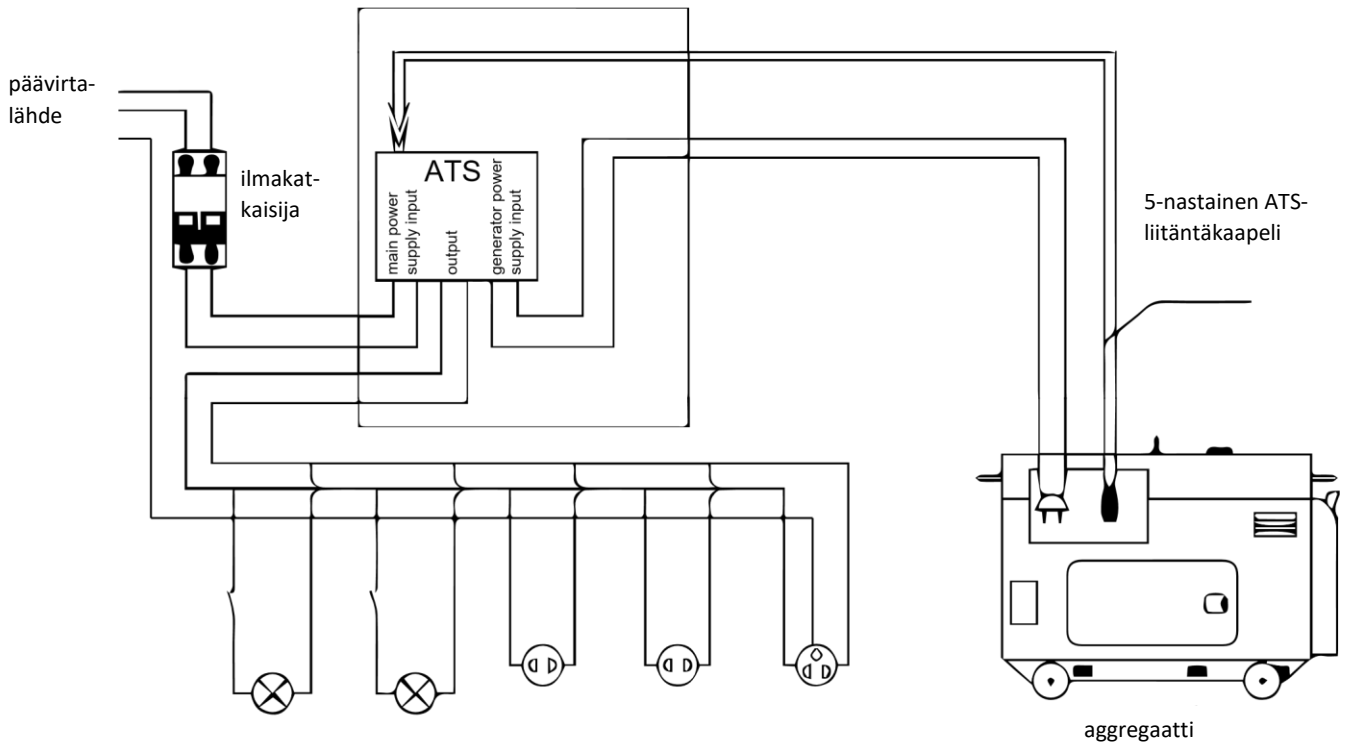 päävirta-
lähde
ilmakat-
kaisija
ATS
main power
supply input
output
generator power
supply input
5-nastainen ATS-
liitäntäkaapeli
aggregaatti